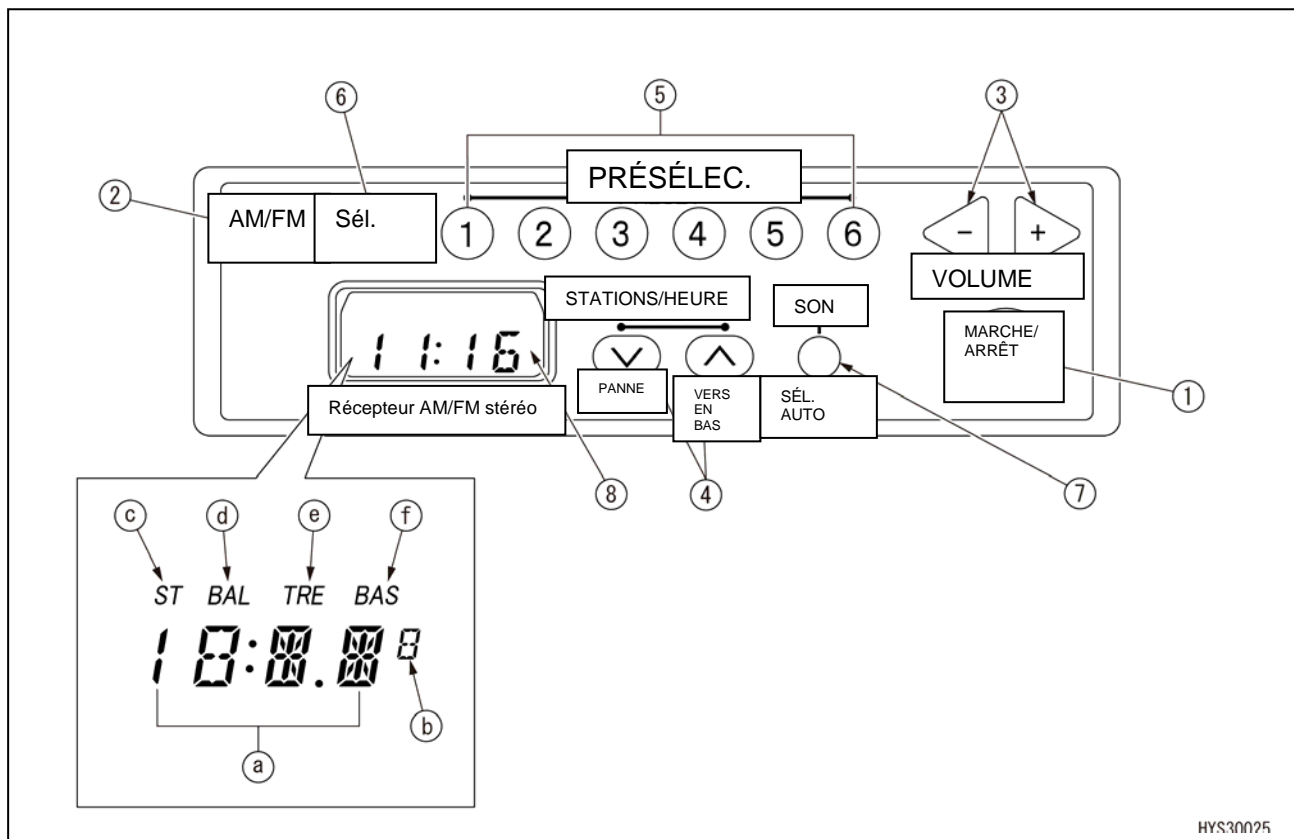 ⑥ ⑤ ③
② AM/FM Sél. PRÉSÉLEC.
① ② ③ ④ ⑤ ⑥ - +
VOLUME
STATIONS/HEURE SON
MARCHE/
ARRÊT
①
11:16
PANNE
VERS
EN
BAS
SÉL.
AUTO
Récepteur AM/FM stéréo
⑧ ④ ⑦
ⓒ ⓓ ⓔ ⓕ
ST BAL TRE BAS
18:8.8 8
ⓑ
ⓐ
HYS30025